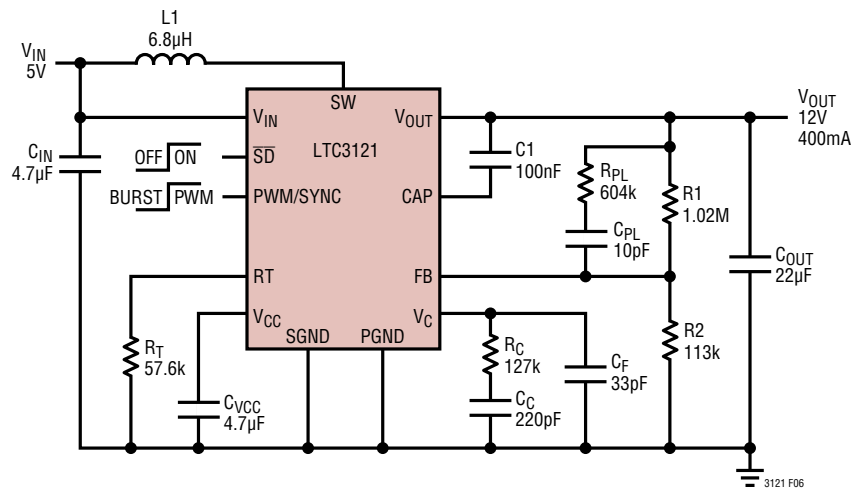 L1
6.8µH
VIN
5V
SW
VIN
VOUT
LTC3121
SD
PWM/SYNC
CAP
RT
FB
VCC
VC
SGND
PGND
OFF ON
BURST PWM
CIN
4.7µF
RT
57.6k
CVCC
4.7µF
C1
100nF
RPL
604k
CPL
10pF
R1
1.02M
VOUT
12V
400mA
COUT
22µF
R2
113k
RC
127k
CC
220pF
CF
33pF
3121 F06